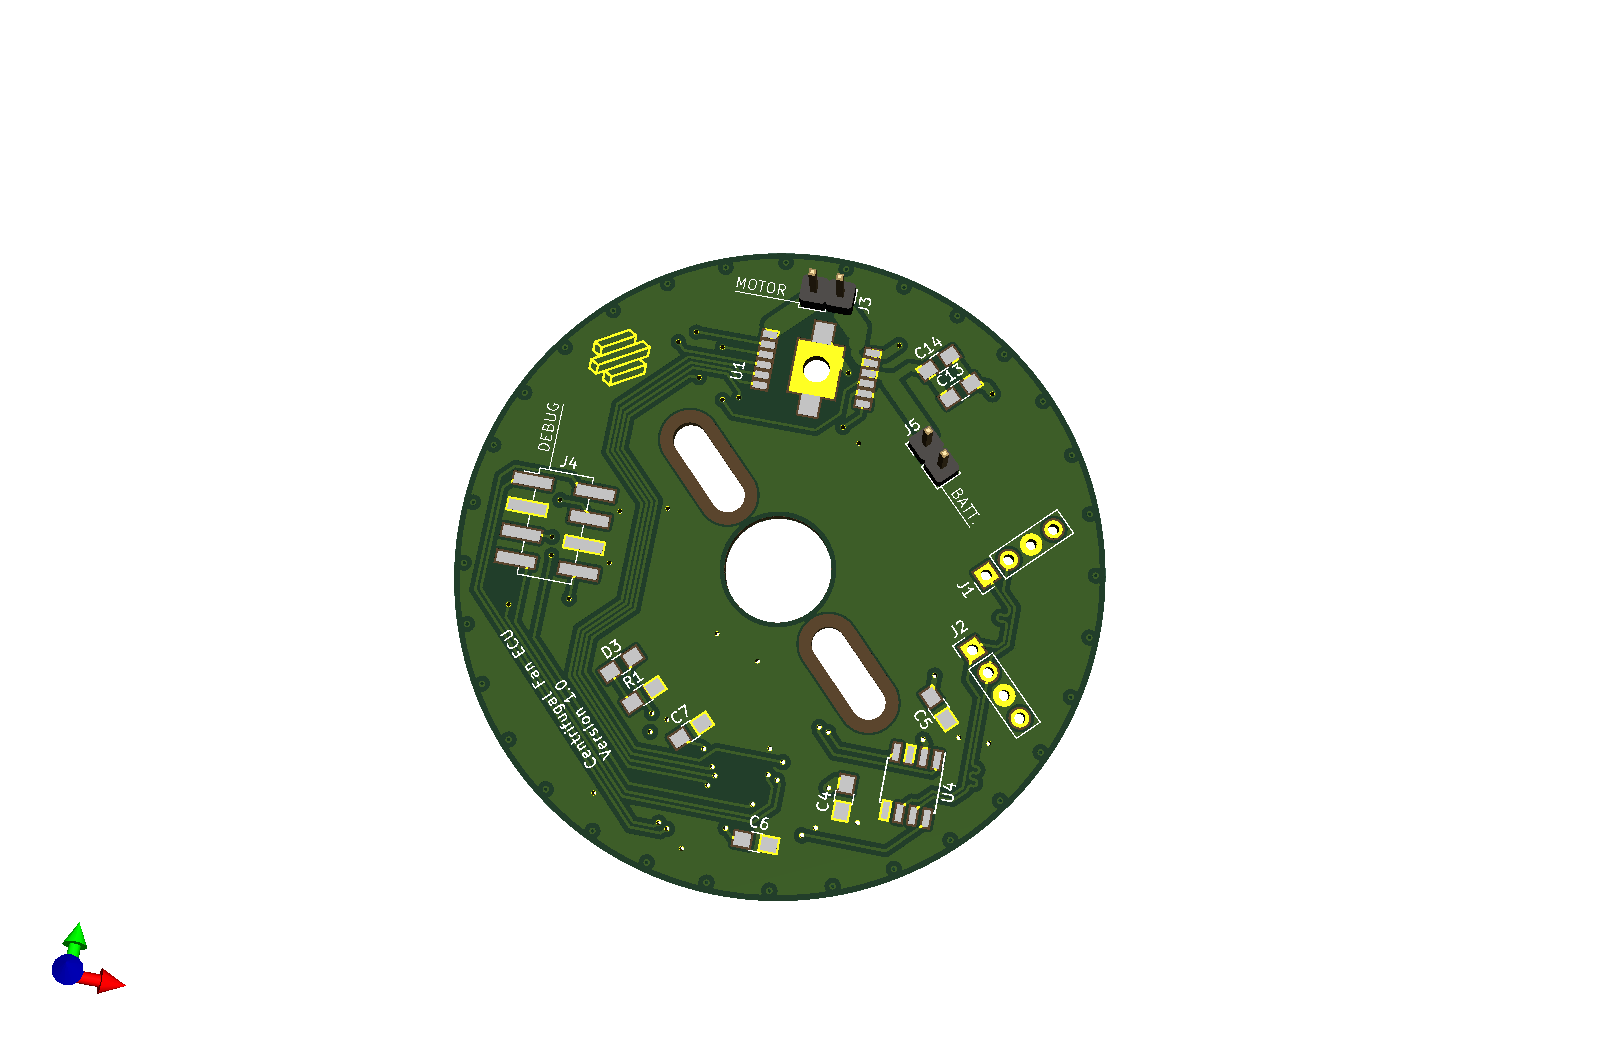 MOTOR
J3
U1
C14
C13
J5
BATT.
DEBUG
J4
J1
J2
D3
R1
C7
C5
C4
U4
C6
Centrifugal Fan ECU
Version 1.0